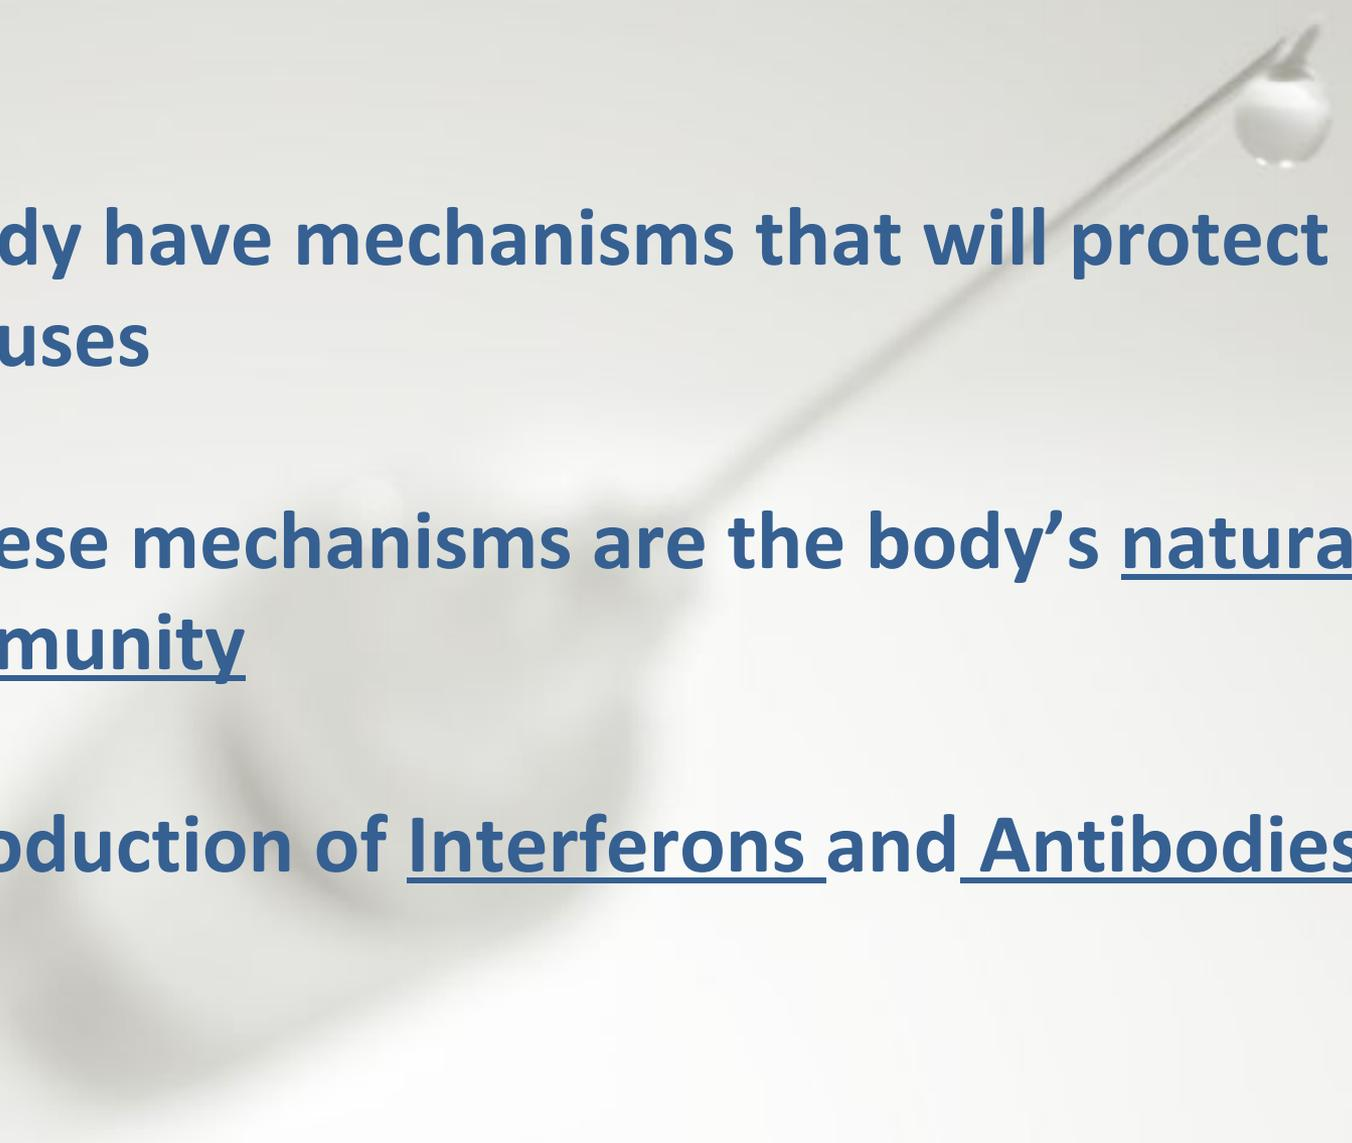 dy have mechanisms that will protect
uses
ese mechanisms are the body’s natura
munity
oduction of Interferons and Antibodies